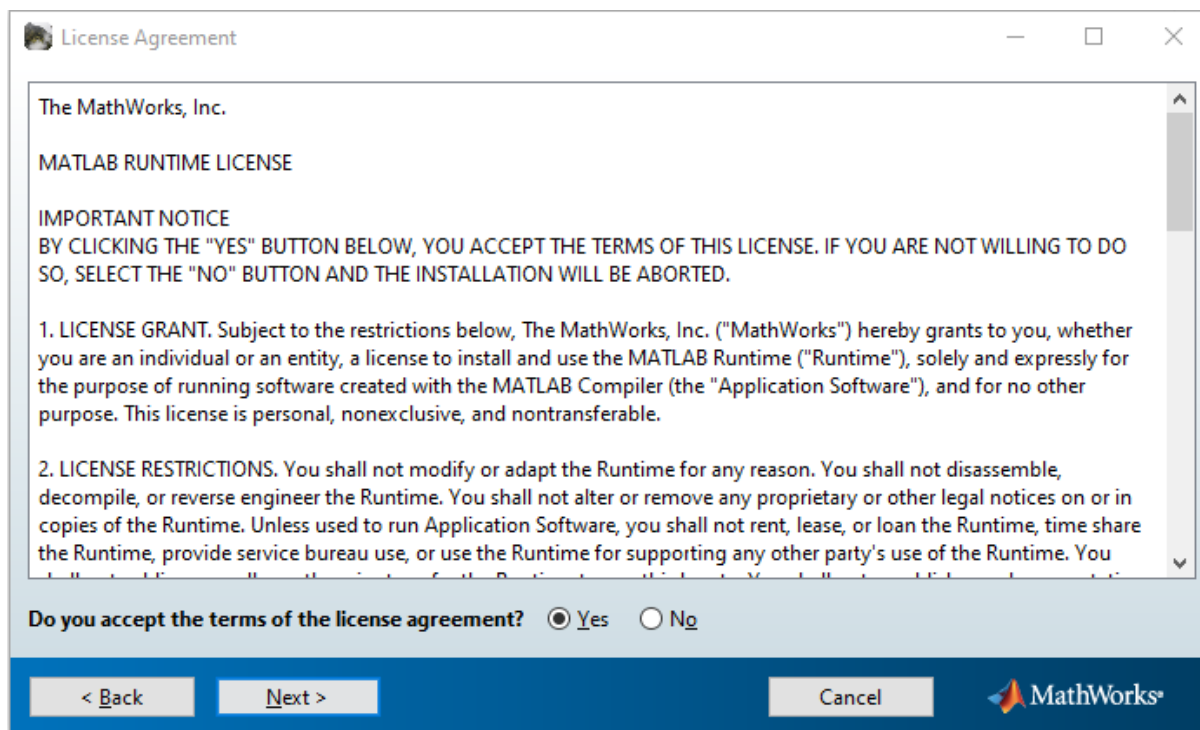 License Agreement
The MathWorks, Inc.
MATLAB RUNTIME LICENSE
IMPORTANT NOTICE
BY CLICKING THE "YES" BUTTON BELOW, YOU ACCEPT THE TERMS OF THIS LICENSE. IF YOU ARE NOT WILLING TO DO
SO, SELECT THE "NO" BUTTON AND THE INSTALLATION WILL BE ABORTED.
1. LICENSE GRANT. Subject to the restrictions below, The MathWorks, Inc. ("MathWorks") hereby grants to you, whether
you are an individual or an entity, a license to install and use the MATLAB Runtime ("Runtime"), solely and expressly for
the purpose of running software created with the MATLAB Compiler (the "Application Software"), and for no other
purpose. This license is personal, nonexclusive, and nontransferable.
2. LICENSE RESTRICTIONS. You shall not modify or adapt the Runtime for any reason. You shall not disassemble,
decompile, or reverse engineer the Runtime. You shall not alter or remove any proprietary or other legal notices on or in
copies of the Runtime. Unless used to run Application Software, you shall not rent, lease, or loan the Runtime, time share
the Runtime, provide service bureau use, or use the Runtime for supporting any other party's use of the Runtime. You
Do you accept the terms of the license agreement? Yes No
< Back Next > Cancel MathWorks®